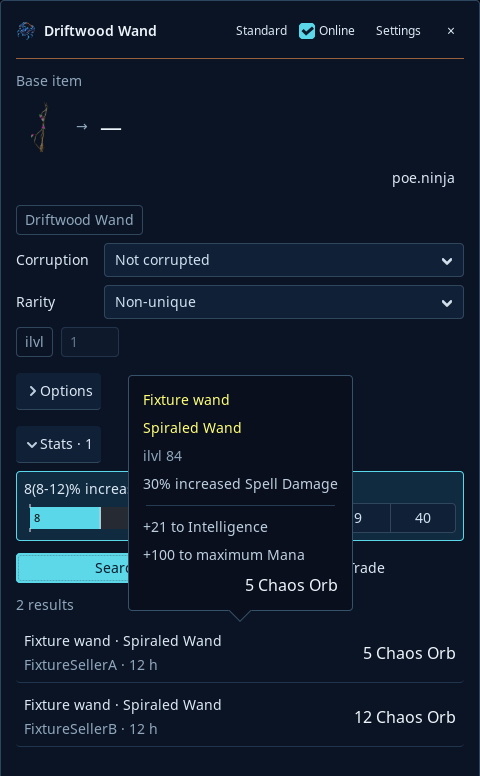 Driftwood Wand Standard Online Settings ×
Base item
→ —
poe.ninja
Driftwood Wand
Corruption Not corrupted
Rarity Non-unique
ilvl 1
Options
Stats · 1
Fixture wand
Spiraled Wand
ilvl 84
30% increased Spell Damage
+21 to Intelligence
+100 to maximum Mana
5 Chaos Orb
8(8-12)% increas
8 9 40
Sear
2 results
Fixture wand · Spiraled Wand
FixtureSellerA · 12 h
5 Chaos Orb
Fixture wand · Spiraled Wand
FixtureSellerB · 12 h
12 Chaos Orb